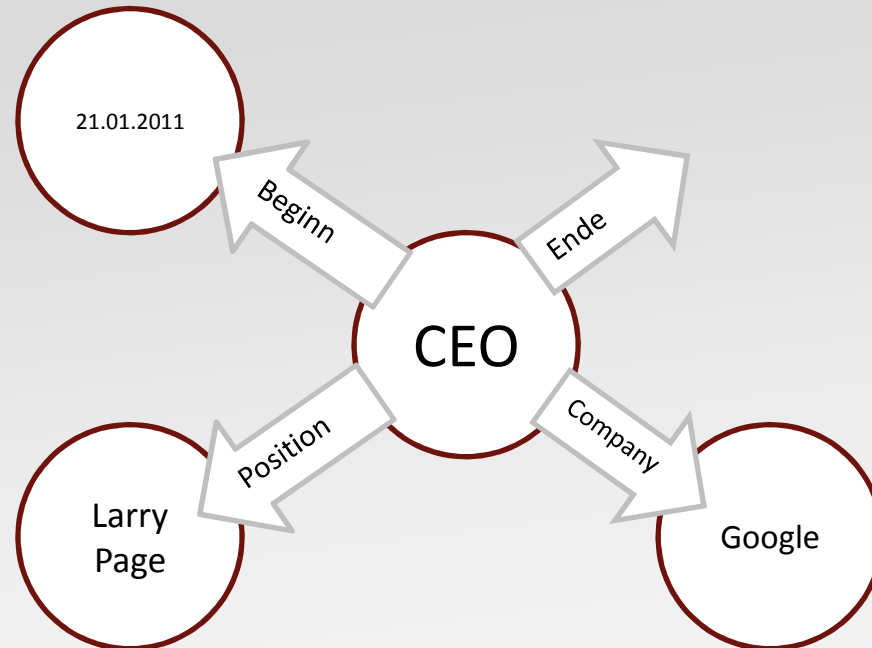 21.01.2011
Beginn
Ende
CEO
Position
Company
Larry
Page
Google